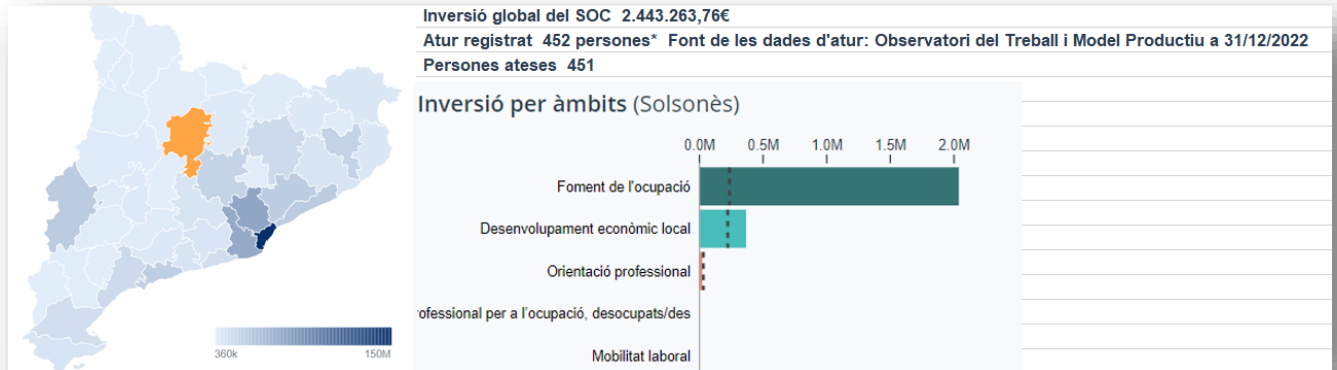 Inversió global del SOC 2.443.263,76€
Atur registrat 452 persones* Font de les dades d'atur: Observatori del Treball i Model Productiu a 31/12/2022
Persones ateses 451
Inversió per àmbits (Solsonès)
0.0M 0.5M 1.0M 1.5M 2.0M
Foment de l'ocupació
Desenvolupament econòmic local
Orientació professional
ofessional per a l'ocupació, desocupats/des
Mobilitat laboral
360k 150M